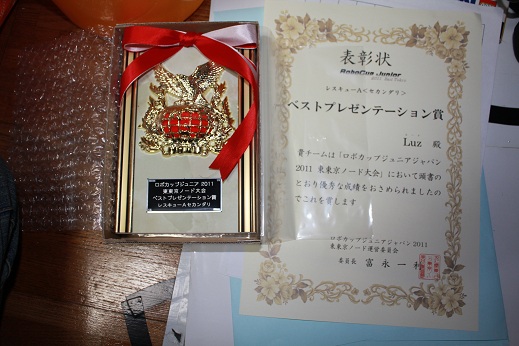 ロボカップジュニア 2011
東東京ノード大会
ベストプレゼンテーション賞
レスキューAセカンダリ
表彰状
RoboCup Junior
レスキューA<セカンダリ>
ベストプレゼンテーション賞
Luz 殿
貴チームは「ロボカップジュニアジャパン
2011 東東京ノード大会」において頭書の
とおり優秀な成績をおさめられましたの
でこれを賞します
ロボカップジュニアジャパン2011
東東京ノード運営委員会
委員長 富永一利